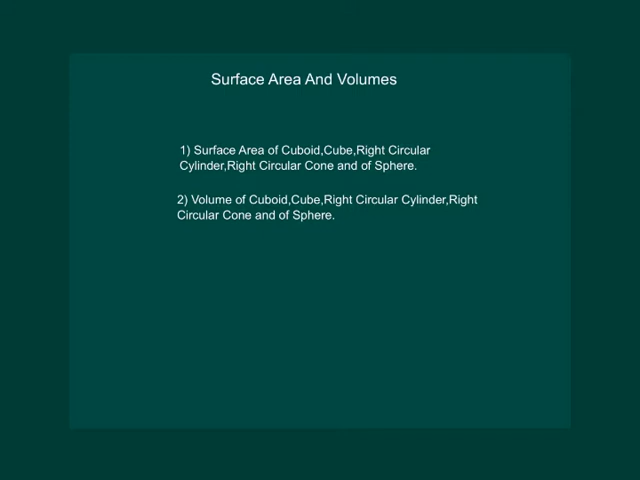 Surface Area And Volumes
1) Surface Area of Cuboid,Cube,Right Circular
Cylinder,Right Circular Cone and of Sphere.
2) Volume of Cuboid,Cube,Right Circular Cylinder,Right
Circular Cone and of Sphere.